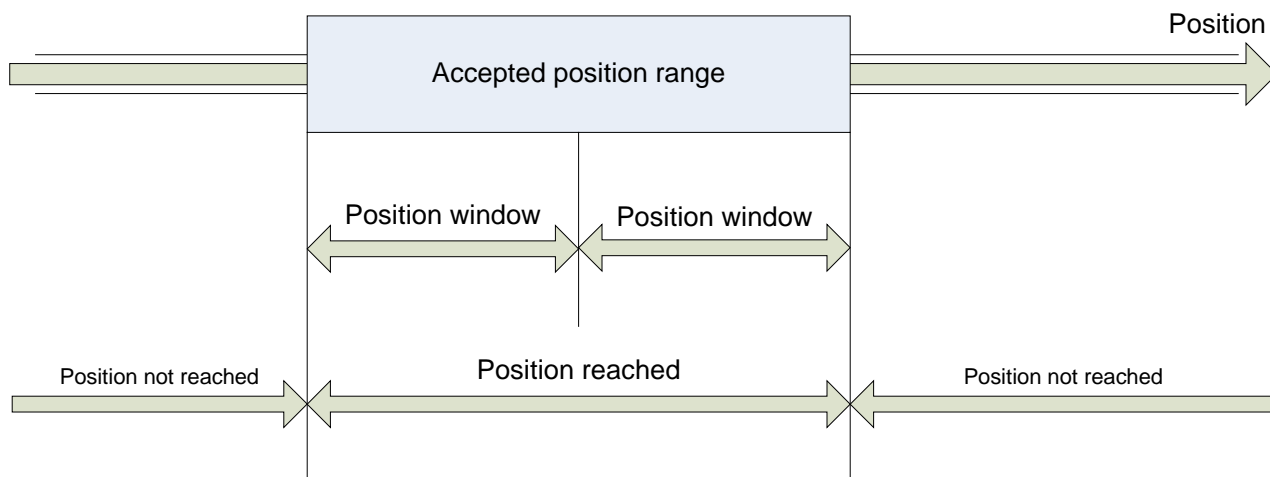 Position
Accepted position range
Position window
Position window
Position not reached
Position reached
Position not reached